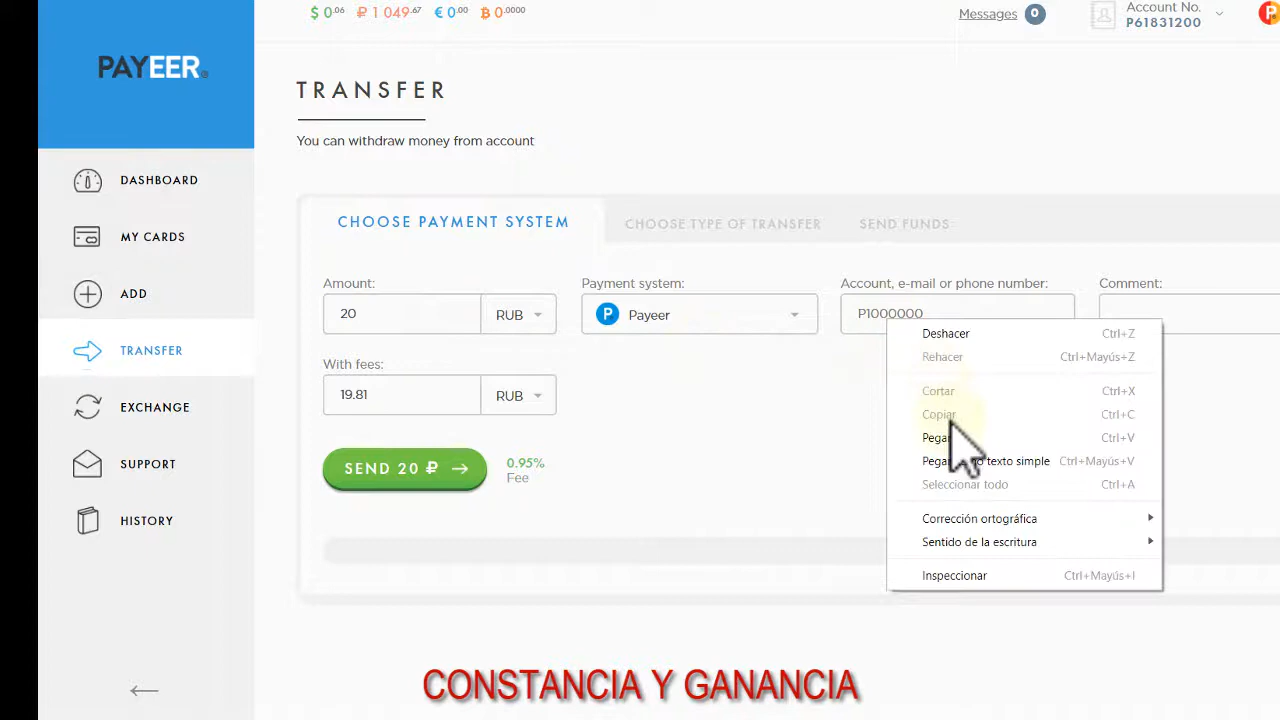 $ 0.06 ₽ 1 049.67 € 0.00 ₿ 0.0000
Messages 0
Account No.
P61831200
PAYEER
TRANSFER
You can withdraw money from account
DASHBOARD
MY CARDS
ADD
TRANSFER
EXCHANGE
SUPPORT
HISTORY
CHOOSE PAYMENT SYSTEM
CHOOSE TYPE OF TRANSFER
SEND FUNDS
Amount:
20 RUB
Payment system:
P Payeer
Account, e-mail or phone number:
P1000000
Comment:
With fees:
19.81 RUB
SEND 20 ₽ →
0.95%
Fee
Deshacer Ctrl+Z
Rehacer Ctrl+Mayús+Z
Cortar Ctrl+X
Copiar Ctrl+C
Pegar Ctrl+V
texto simple Ctrl+Mayús+V
Seleccionar todo Ctrl+A
Corrección ortográfica
Sentido de la escritura
Inspeccionar Ctrl+Mayús+I
CONSTANCIA Y GANANCIA